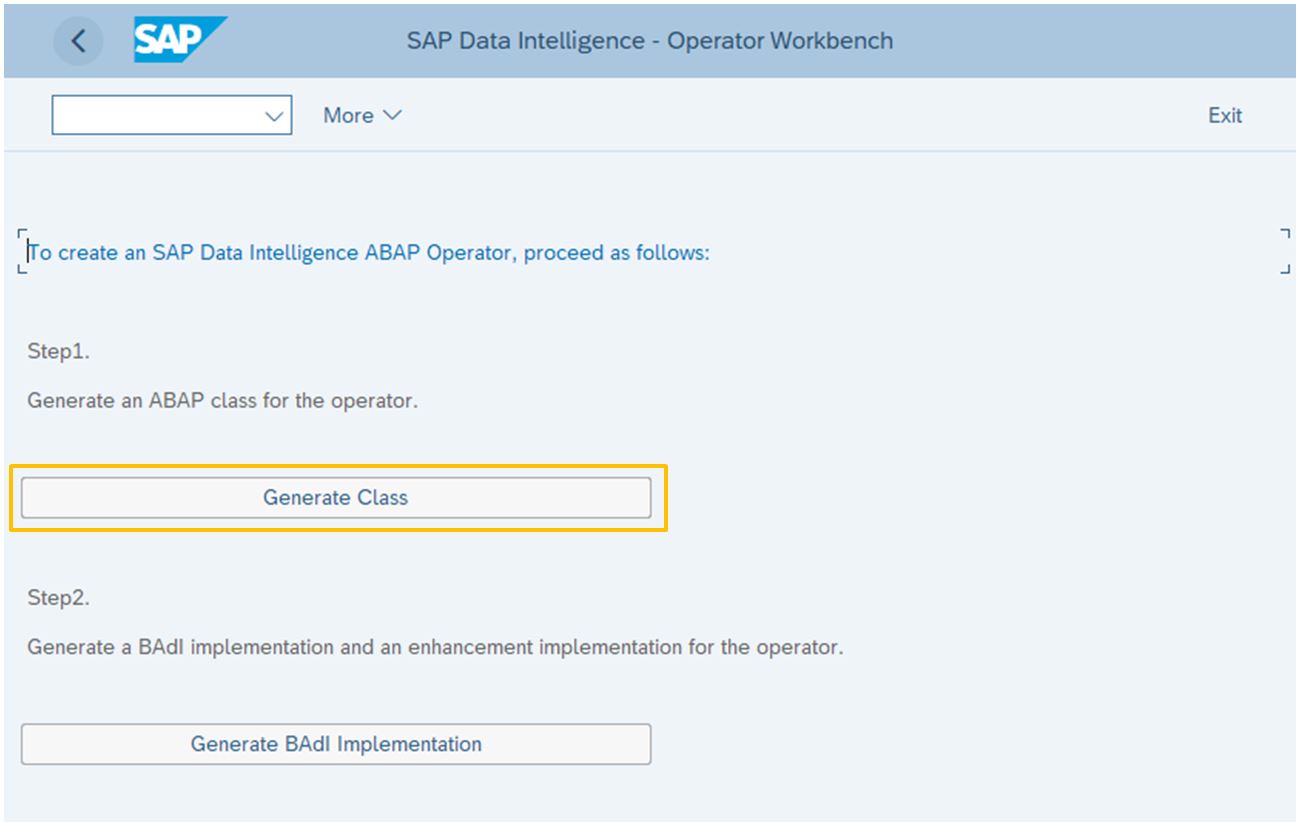 SAP
SAP Data Intelligence - Operator Workbench
More
Exit
To create an SAP Data Intelligence ABAP Operator, proceed as follows:
Step1.
Generate an ABAP class for the operator.
Generate Class
Step2.
Generate a BAdI implementation and an enhancement implementation for the operator.
Generate BAdI Implementation